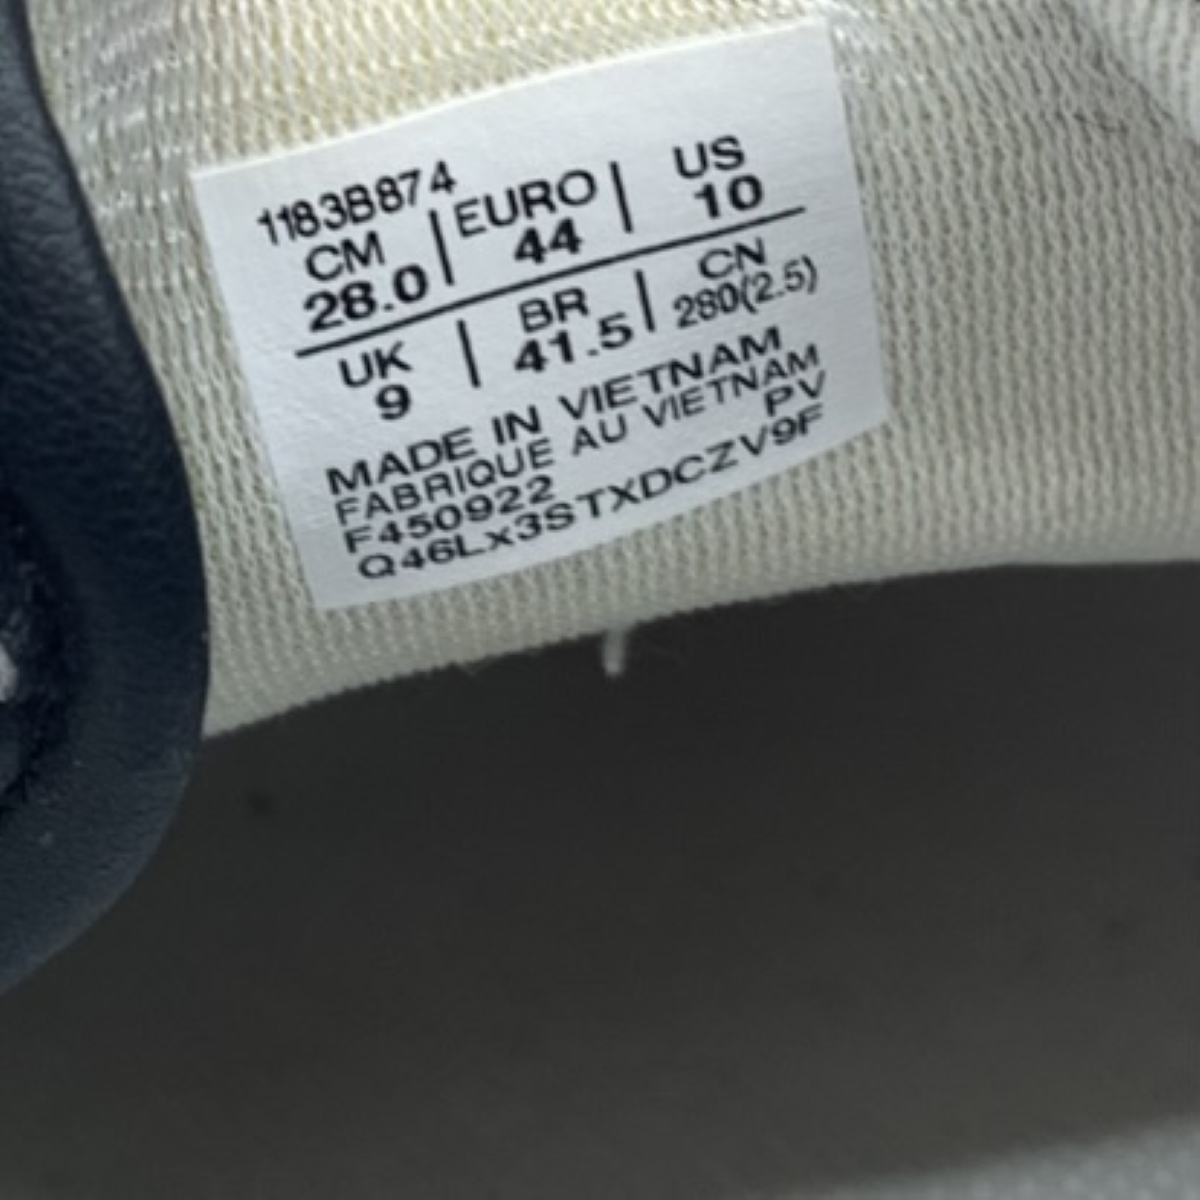 1183B874
CM | EURO | US
28.0 44 10
UK | BR | CN
9 41.5 280(2.5)
MADE IN VIETNAM
FABRIQUE AU VIETNAM
PV
F450922
Q46Lx3STXDCZV9F